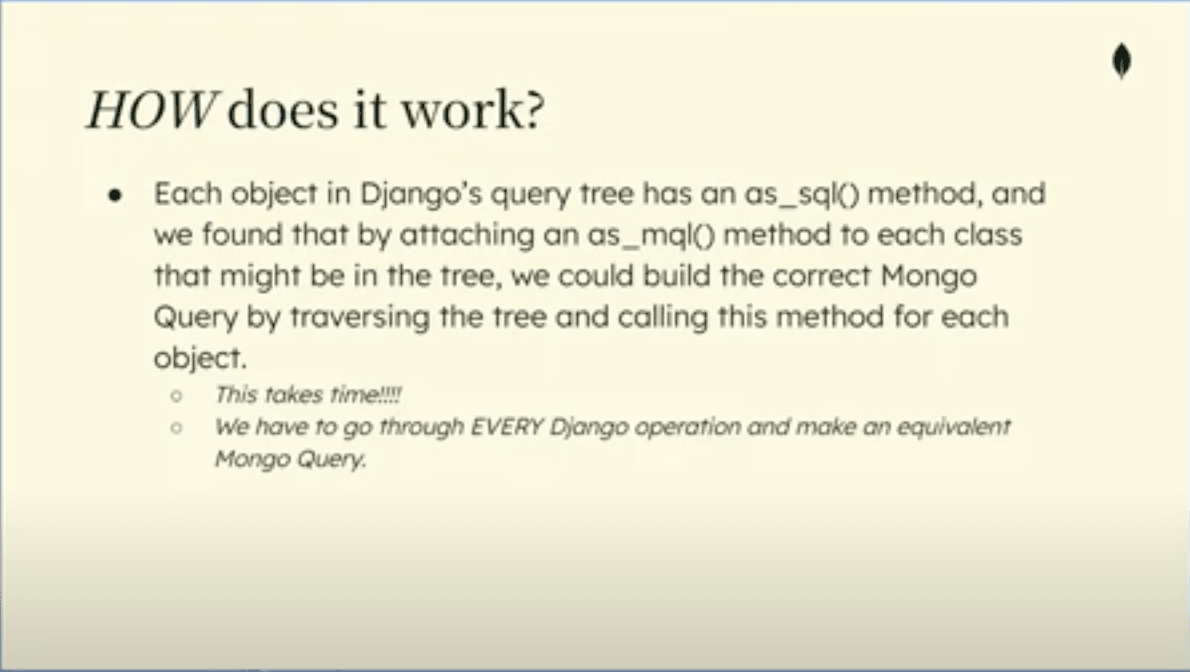 HOW does it work?
● Each object in Django’s query tree has an as_sql() method, and
we found that by attaching an as_mql() method to each class
that might be in the tree, we could build the correct Mongo
Query by traversing the tree and calling this method for each
object.
○ This takes time!!!!
○ We have to go through EVERY Django operation and make an equivalent
Mongo Query.